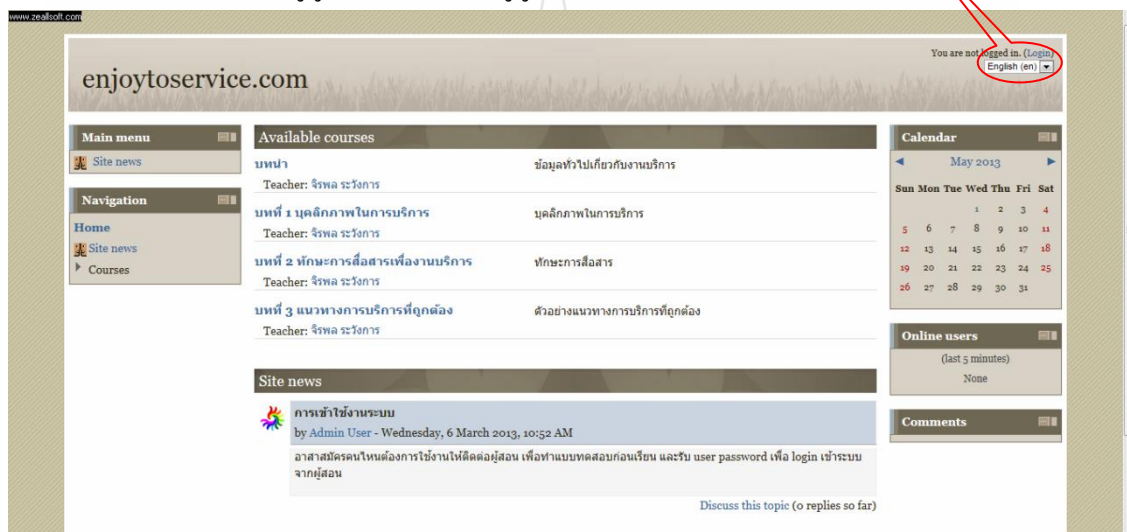 www.zeallsoft.com
You are not logged in. (Login)
English (en)
enjoytoservice.com
Main menu
Site news
Navigation
Home
Site news
Courses
Available courses
บทนำ
ข้อมูลทั่วไปเกี่ยวกับงานบริการ
Teacher: จิรพล ระวังการ
บทที่ 1 บุคลิกภาพในการบริการ
บุคลิกภาพในการบริการ
Teacher: จิรพล ระวังการ
บทที่ 2 ทักษะการสื่อสารเพื่องานบริการ
ทักษะการสื่อสาร
Teacher: จิรพล ระวังการ
บทที่ 3 แนวทางการบริการที่ถูกต้อง
ตัวอย่างแนวทางการบริการที่ถูกต้อง
Teacher: จิรพล ระวังการ
Site news
การเข้าใช้งานระบบ
by Admin User - Wednesday, 6 March 2013, 10:52 AM
อาสาสมัครคนไหนต้องการใช้งานให้ติดต่อผู้สอน เพื่อทำแบบทดสอบก่อนเรียน และรับ user password เพื่อ login เข้าระบบ
จากผู้สอน
Discuss this topic (0 replies so far)
Calendar
May 2013
Sun Mon Tue Wed Thu Fri Sat
1 2 3 4
5 6 7 8 9 10 11
12 13 14 15 16 17 18
19 20 21 22 23 24 25
26 27 28 29 30 31
Online users
(last 5 minutes)
None
Comments